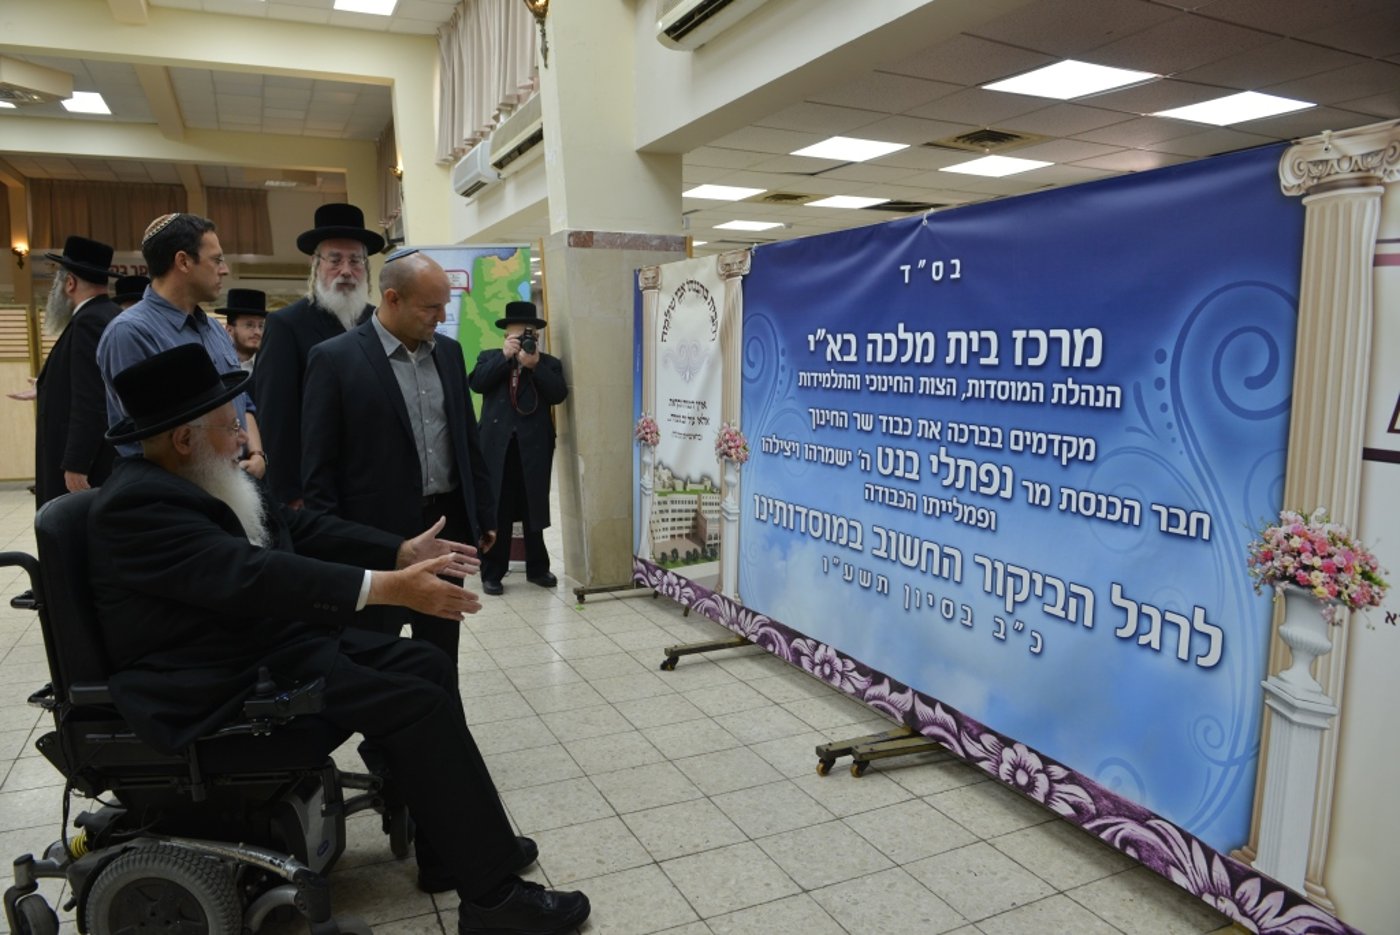 בס"ד
מרכז בית מלכה בא"י
הנהלת המוסדות, הצות החינוכי והתלמידות
מקדמים בברכה את כבוד שר החינוך
חבר הכנסת מר נפתלי בנט ה' ישמרהו ויצילהו
ופמלייתו הכבודה
לרגל הביקור החשוב במוסדותינו
כ"ב בסיון תשע"ו